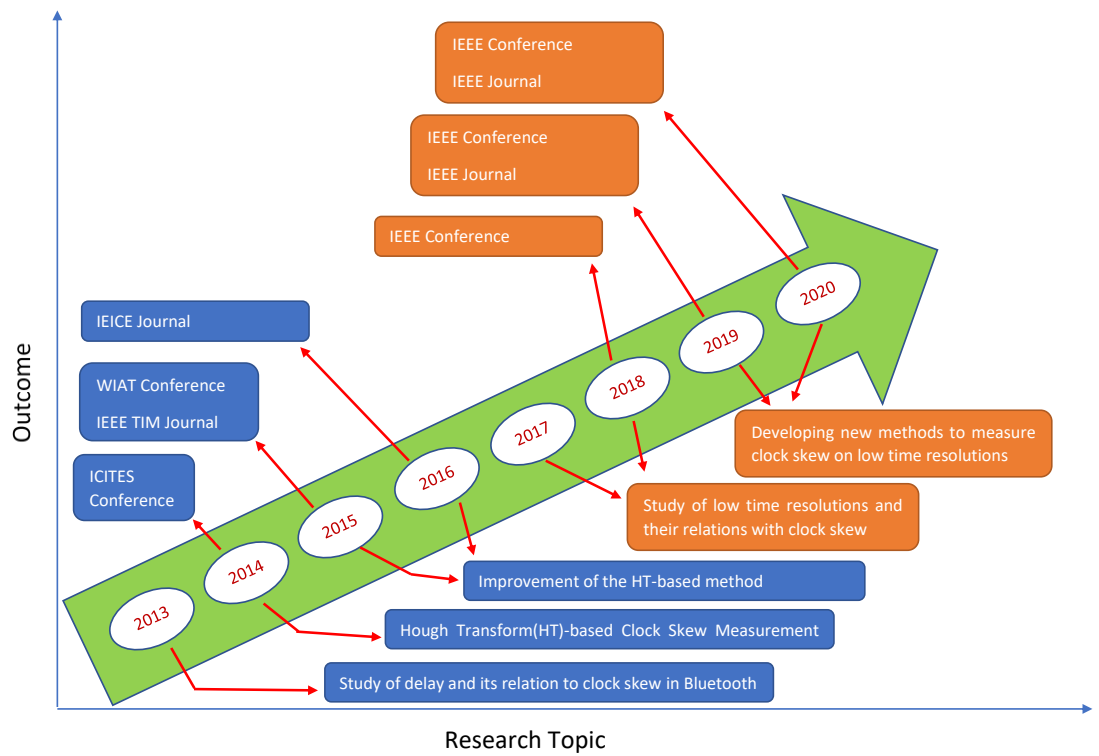 IEEE Conference
IEEE Journal
IEEE Conference
IEEE Journal
IEEE Conference
IEICE Journal
WIAT Conference
IEEE TIM Journal
ICITES
Conference
2013
2014
2015
2016
2017
2018
2019
2020
Developing new methods to measure
clock skew on low time resolutions
Study of low time resolutions and
their relations with clock skew
Improvement of the HT-based method
Hough Transform(HT)-based Clock Skew Measurement
Study of delay and its relation to clock skew in Bluetooth
Outcome
Research Topic